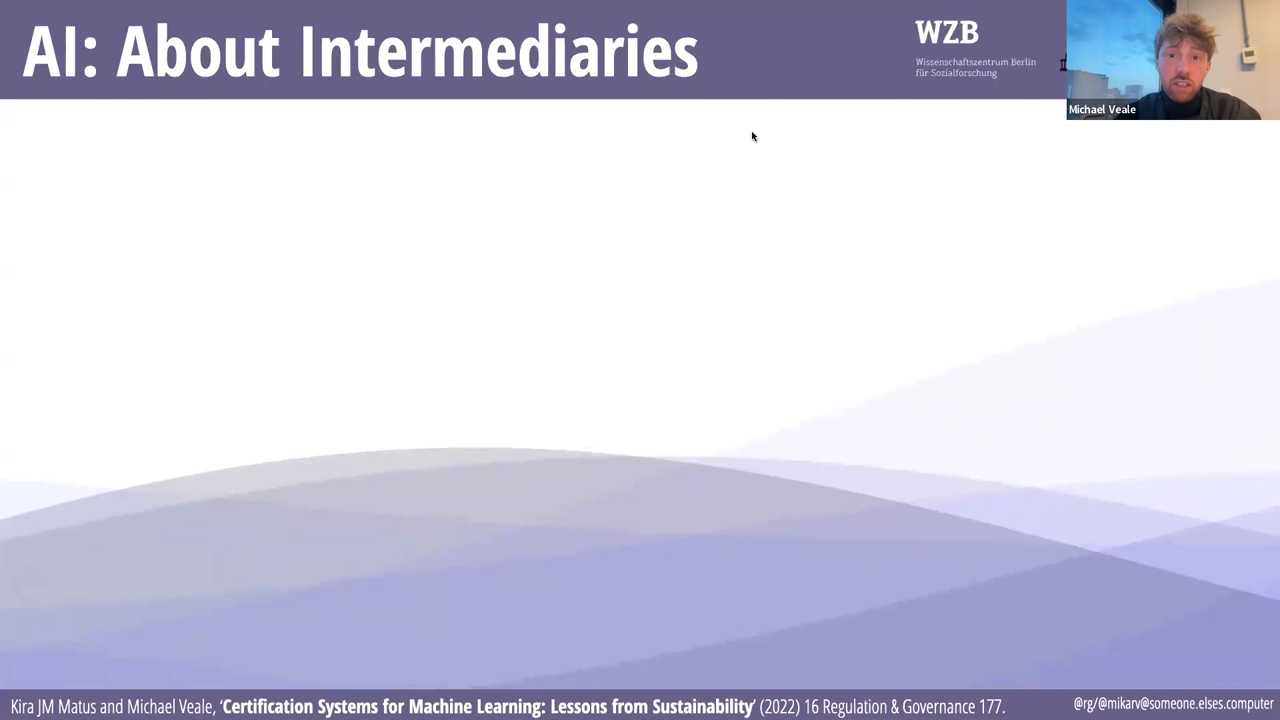 AI: About Intermediaries
WZB
Wissenschaftszentrum Berlin
für Sozialforschung
Michael Veale
Kira JM Matus and Michael Veale, ‘Certification Systems for Machine Learning: Lessons from Sustainability’ (2022) 16 Regulation & Governance 177.
@rg/@mikarv@someone.elses.computer